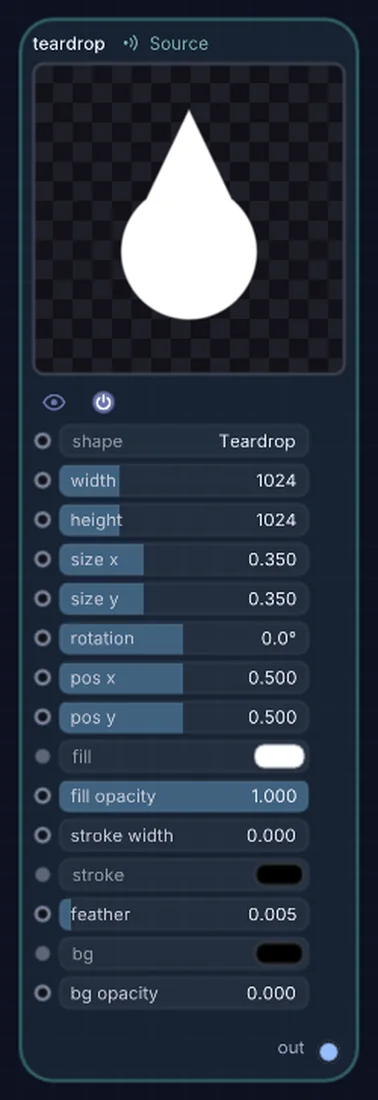 teardrop Source
shape Teardrop
width 1024
height 1024
size x 0.350
size y 0.350
rotation 0.0°
pos x 0.500
pos y 0.500
fill
fill opacity 1.000
stroke width 0.000
stroke
feather 0.005
bg
bg opacity 0.000
out